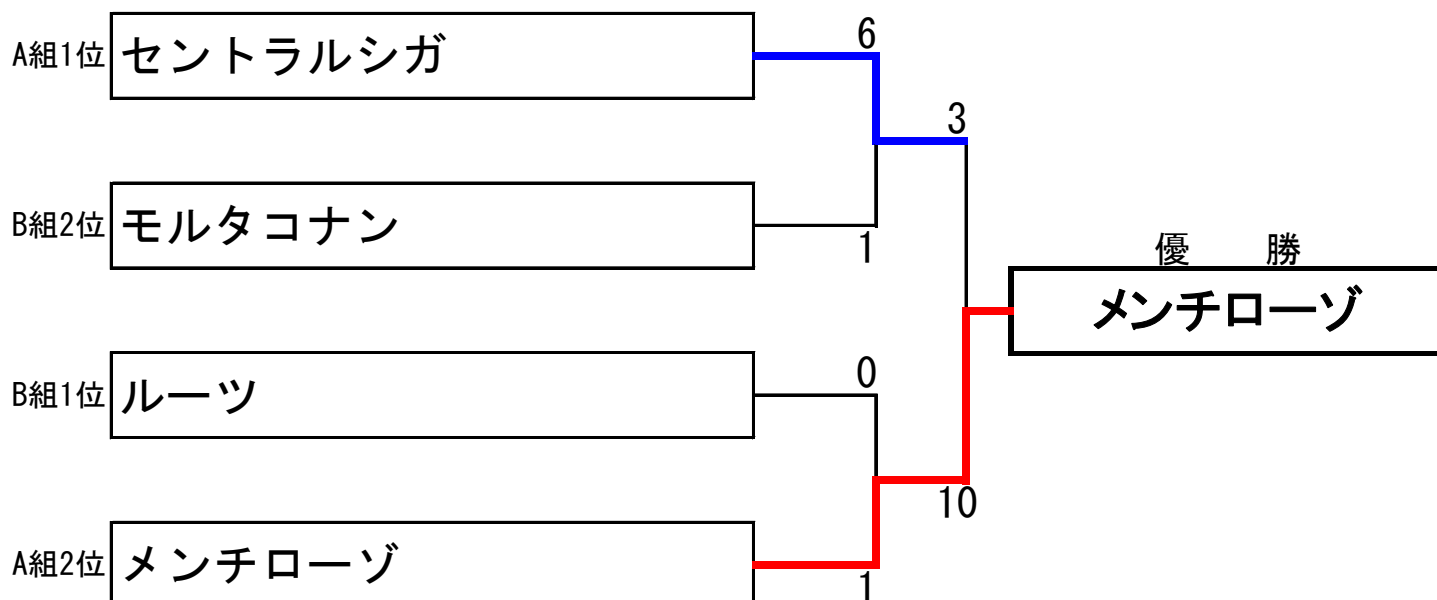 6
A組1位 セントラルシガ
3
B組2位 モルタコナン
1
優 勝
メンチローゾ
0
B組1位 ルーツ
10
A組2位 メンチローゾ
1